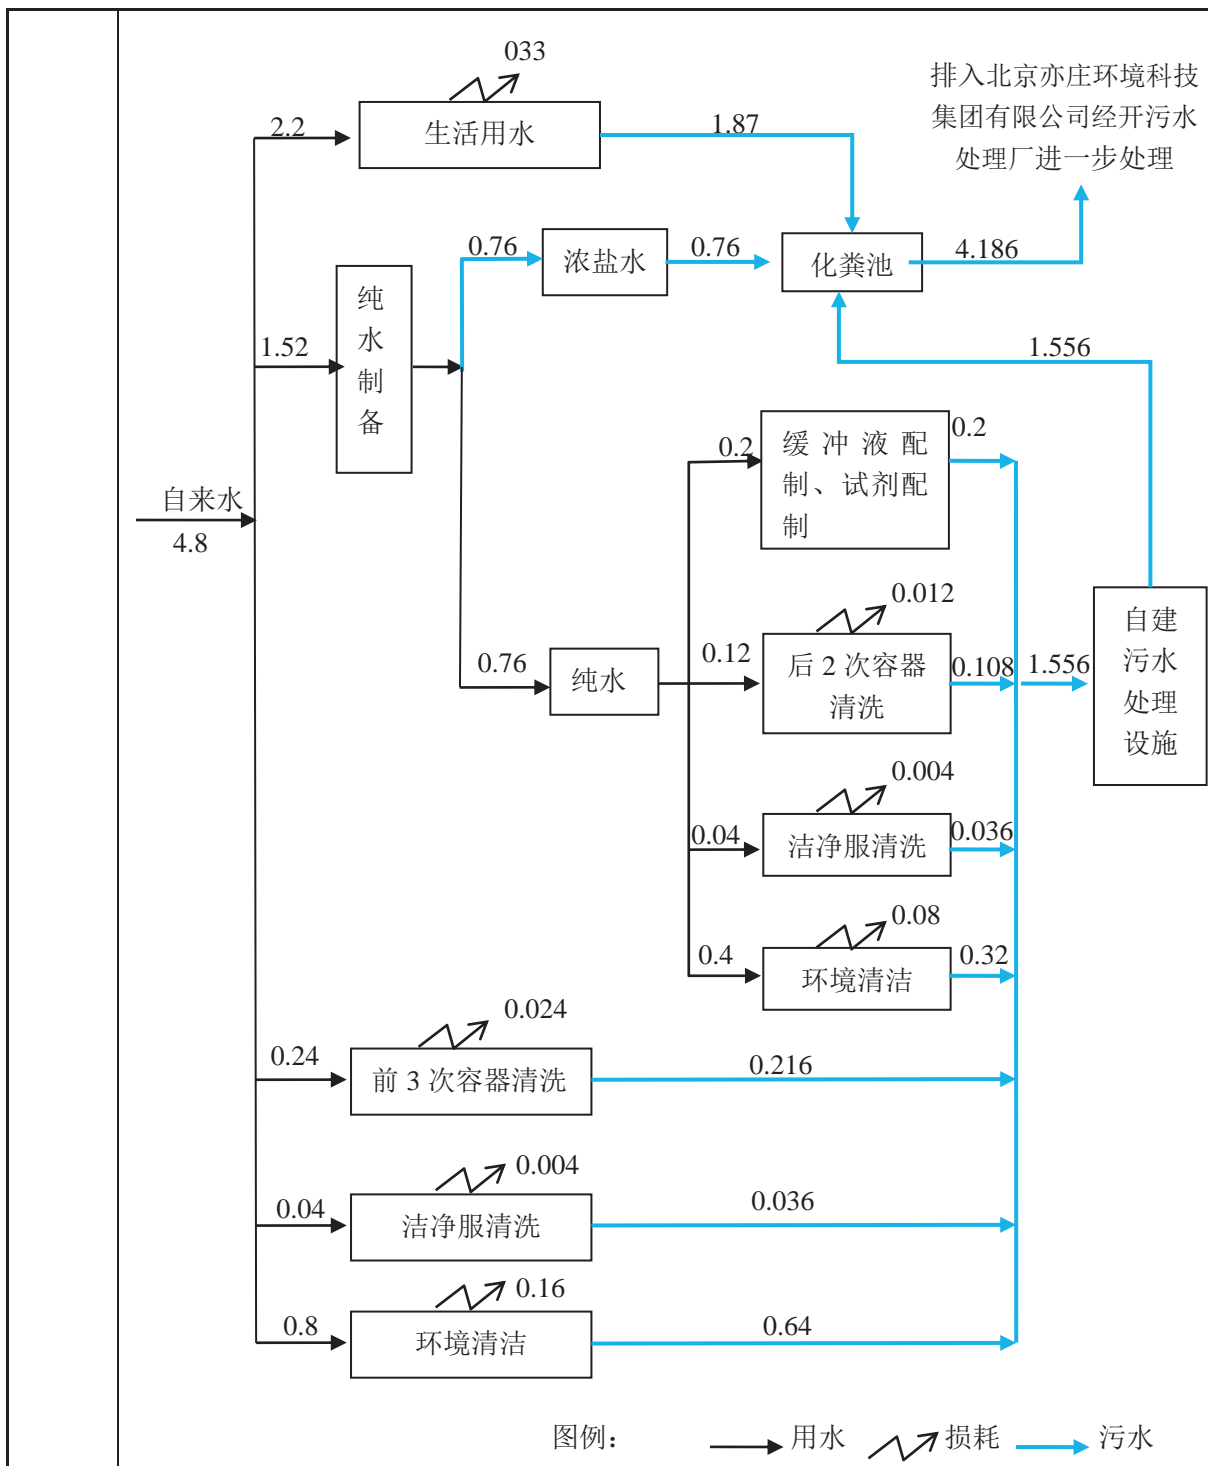 033
排入北京亦庄环境科技
集团有限公司经开污水
处理厂进一步处理
2.2
生活用水
1.87
0.76
浓盐水
0.76
化粪池
4.186
纯
水
制
备
1.52
1.556
0.2
缓冲液配
制、试剂配
制
0.2
自来水
4.8
0.012
0.76
纯水
0.12
后 2 次容器
清洗
0.108
1.556
自建
污水
处理
设施
0.004
0.04
洁净服清洗
0.036
0.08
0.4
环境清洁
0.32
0.024
0.24
前 3 次容器清洗
0.216
0.004
0.04
洁净服清洗
0.036
0.16
0.8
环境清洁
0.64
图例：
用水
损耗
污水